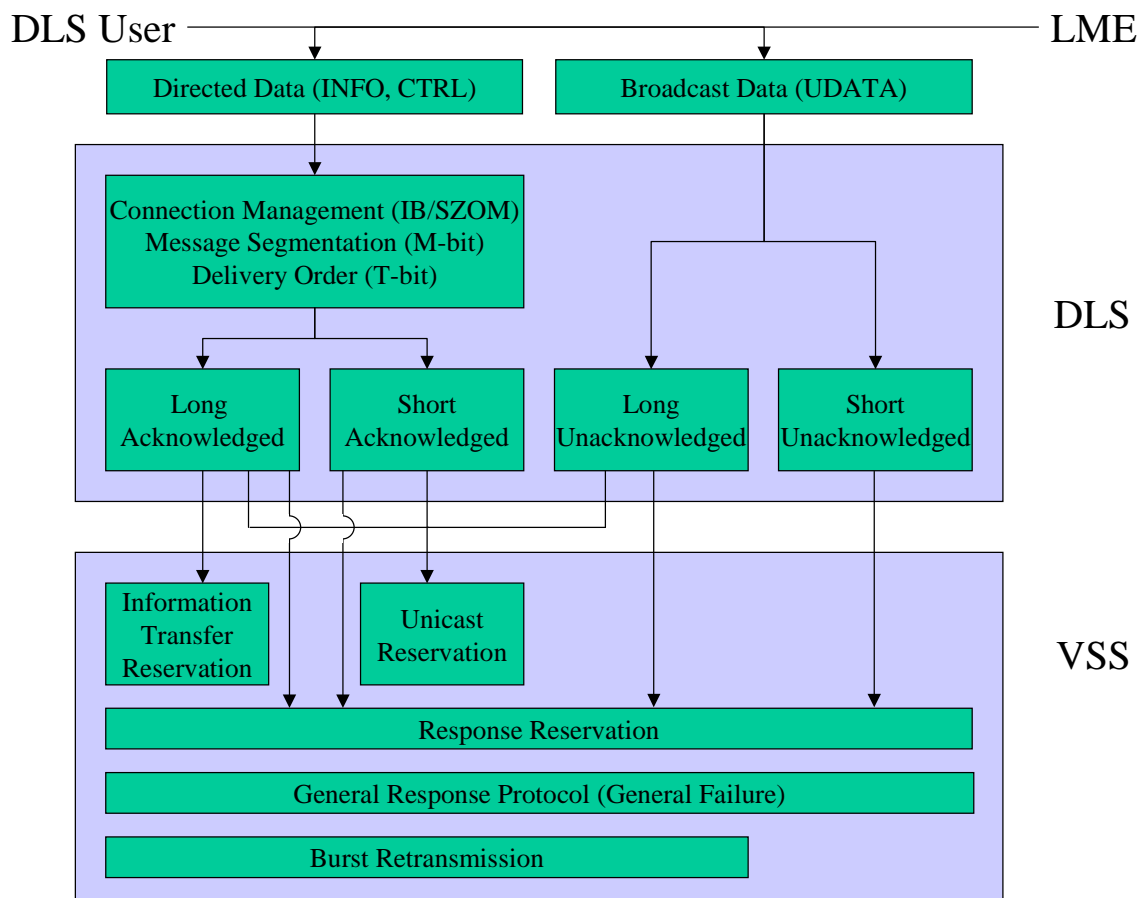 DLS User
LME
Directed Data (INFO, CTRL)
Broadcast Data (UDATA)
Connection Management (IB/SZOM)
Message Segmentation (M-bit)
Delivery Order (T-bit)
DLS
Long
Acknowledged
Short
Acknowledged
Long
Unacknowledged
Short
Unacknowledged
Information
Transfer
Reservation
Unicast
Reservation
VSS
Response Reservation
General Response Protocol (General Failure)
Burst Retransmission